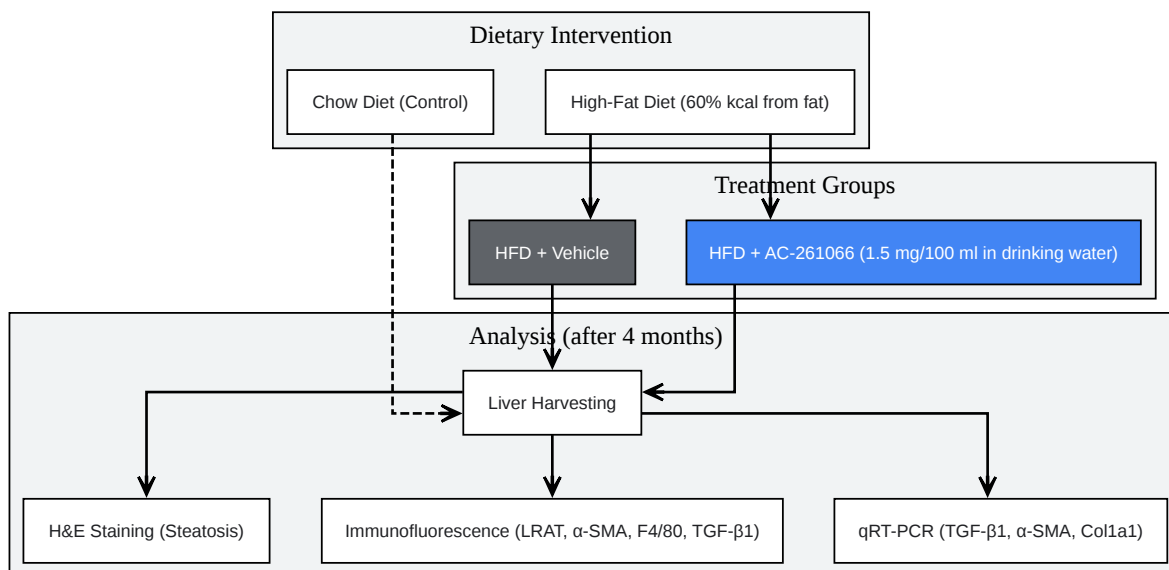 Dietary Intervention
Chow Diet (Control)
High-Fat Diet (60% kcal from fat)
Treatment Groups
HFD + Vehicle
HFD + AC-261066 (1.5 mg/100 ml in drinking water)
Analysis (after 4 months)
Liver Harvesting
H&E Staining (Steatosis)
Immunofluorescence (LRAT, α-SMA, F4/80, TGF-β1)
qRT-PCR (TGF-β1, α-SMA, Col1a1)